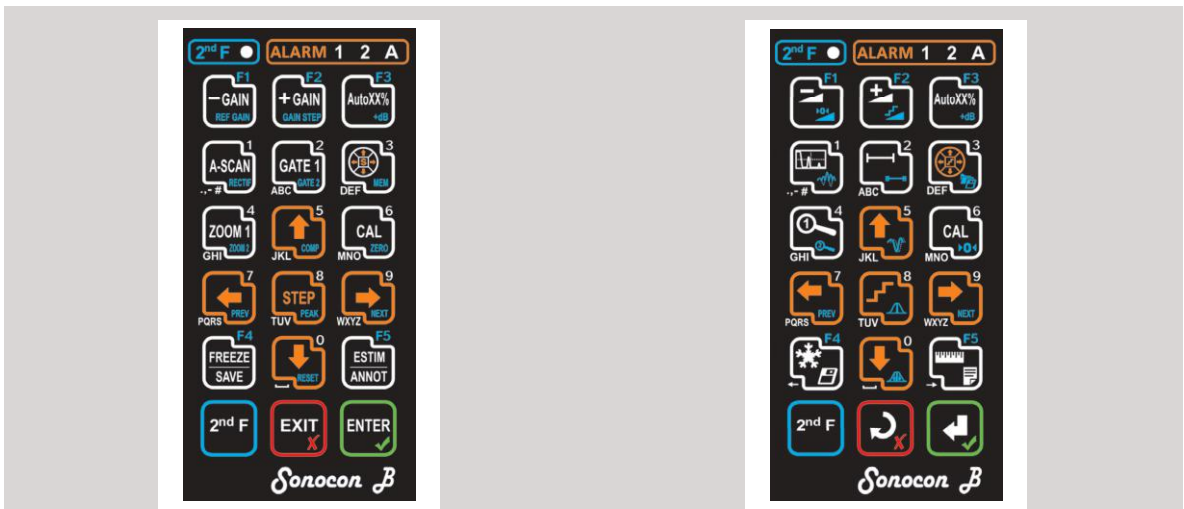 2nd F ALARM 1 2 A
F1 F2 F3
-GAIN +GAIN AutoXX%
REF GAIN GAIN STEP +dB
1 2 3
A-SCAN GATE 1 S
.,- # RECTIF ABC GATE 2 DEF MEM
4 5 6
ZOOM 1 CAL
GHI ZOOM 2 JKL COMP MNO ZERO
7 8 9
STEP
PQRS PREV TUV PEAK WXYZ NEXT
F4 0 F5
FREEZE ESTIM
SAVE RESET ANNOT
2nd F EXIT ENTER
Sonocon B
2nd F ALARM 1 2 A
F1 F2 F3
- + AutoXX%
▸0◂ +dB
1 2 3
.,- # ABC DEF
4 5 6
1 CAL
GHI 2 JKL MNO ▸0◂
7 8 9
PQRS PREV TUV WXYZ NEXT
F4 0 F5
2nd F
Sonocon B